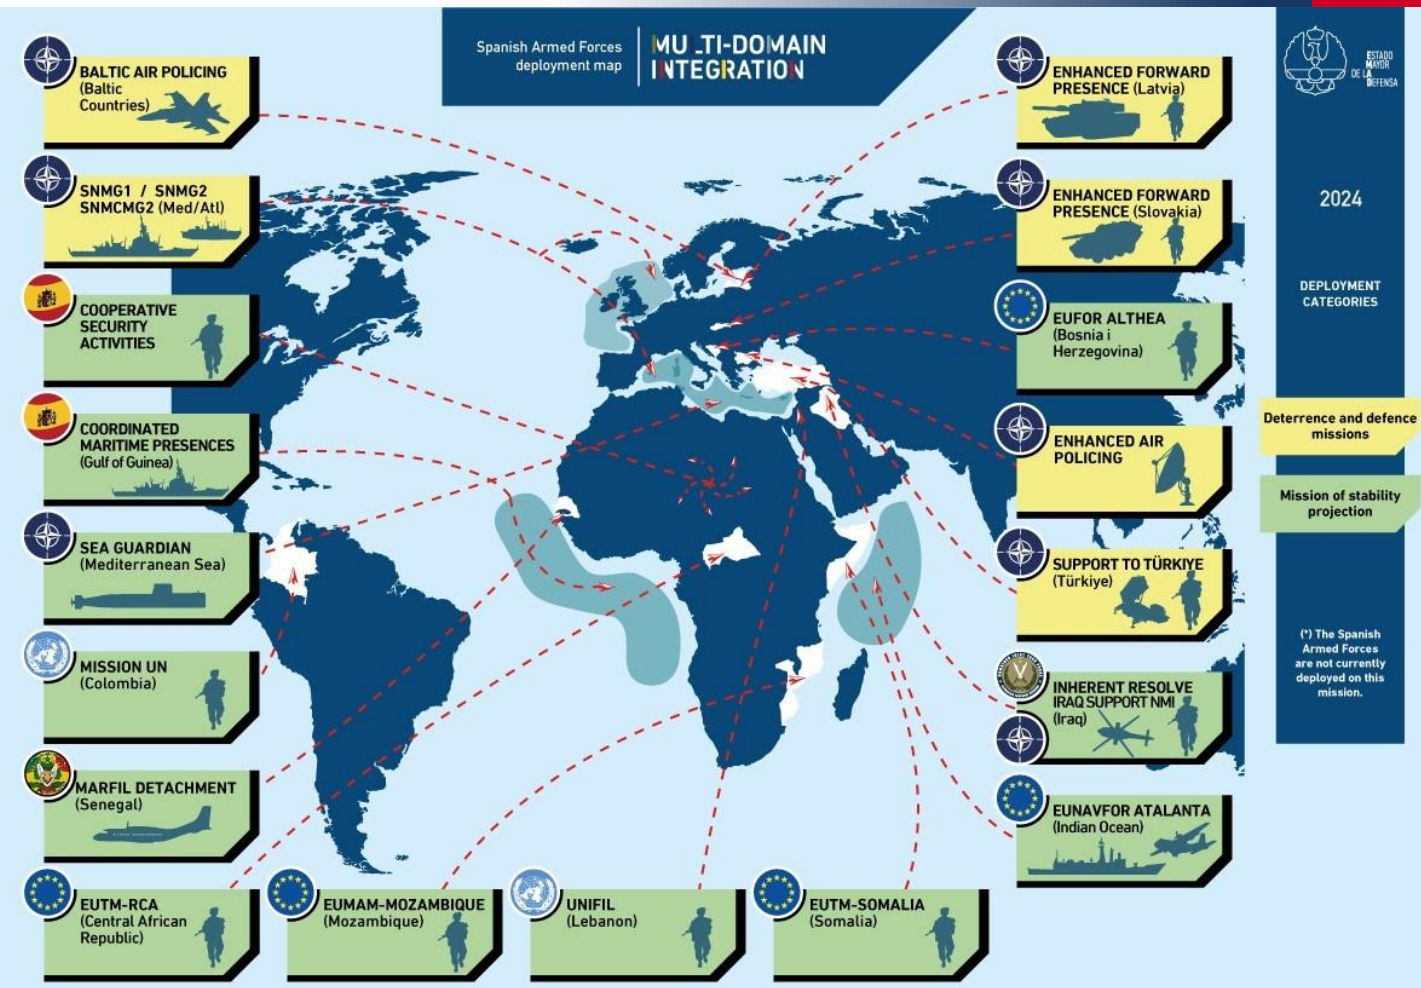 Spanish Armed Forces
deployment map
MULTI-DOMAIN
INTEGRATION
ESTADO
MAYOR
DE LA
DEFENSA
BALTIC AIR POLICING
(Baltic
Countries)
SNMG1 / SNMG2
SNMCMG2 (Med/Atl)
COOPERATIVE
SECURITY
ACTIVITIES
COORDINATED
MARITIME PRESENCES
(Gulf of Guinea)
SEA GUARDIAN
(Mediterranean Sea)
MISSION UN
(Colombia)
MARFIL DETACHMENT
(Senegal)
EUTM-RCA
(Central African
Republic)
EUMAM-MOZAMBIQUE
(Mozambique)
UNIFIL
(Lebanon)
EUTM-SOMALIA
(Somalia)
ENHANCED FORWARD
PRESENCE (Latvia)
ENHANCED FORWARD
PRESENCE (Slovakia)
EUFOR ALTHEA
(Bosnia i
Herzegovina)
ENHANCED AIR
POLICING
SUPPORT TO TÜRKIYE
(Türkiye)
INHERENT RESOLVE
IRAQ SUPPORT NMI
(Iraq)
EUNAVFOR ATALANTA
(Indian Ocean)
2024
DEPLOYMENT
CATEGORIES
Deterrence and defence
missions
Mission of stability
projection
(*) The Spanish
Armed Forces
are not currently
deployed on this
mission.